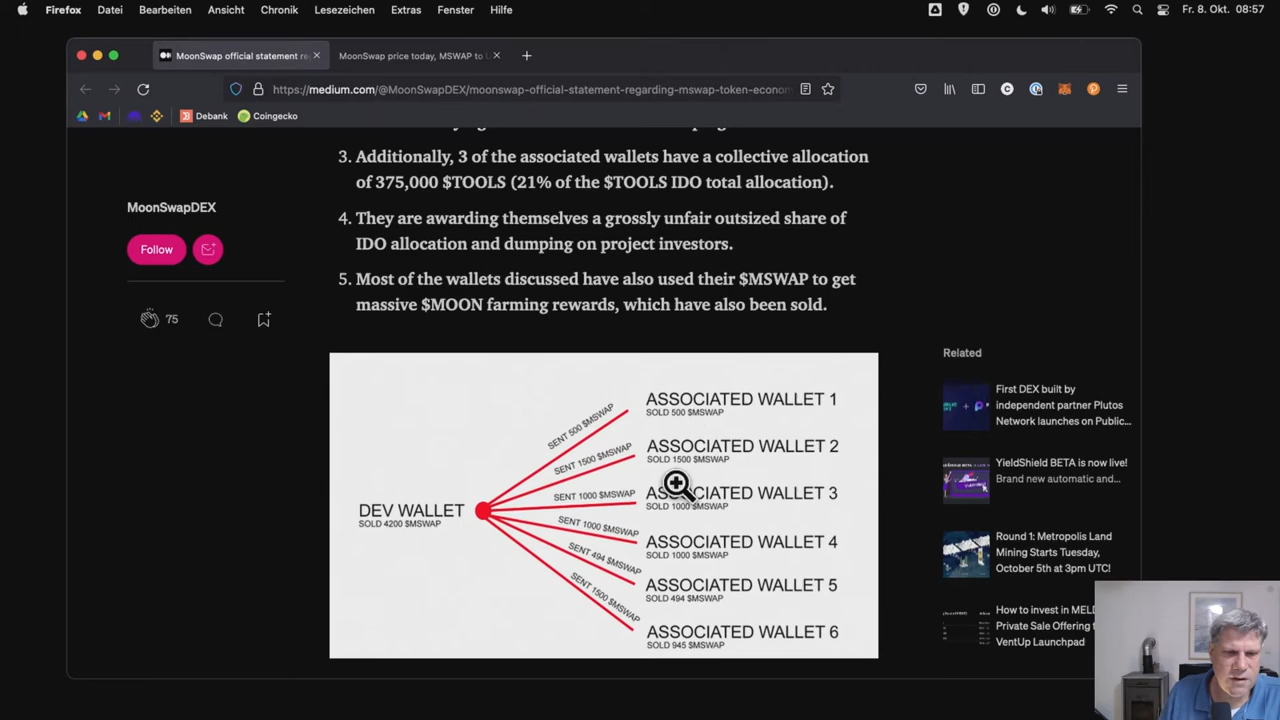 Firefox Datei Bearbeiten Ansicht Chronik Lesezeichen Extras Fenster Hilfe Fr. 8. Okt. 08:57
MoonSwap official statement re
MoonSwap price today, MSWAP to U
https://medium.com/@MoonSwapDEX/moonswap-official-statement-regarding-mswap-token-econom
Debank Coingecko
3. Additionally, 3 of the associated wallets have a collective allocation
of 375,000 $TOOLS (21% of the $TOOLS IDO total allocation).
4. They are awarding themselves a grossly unfair outsized share of
IDO allocation and dumping on project investors.
5. Most of the wallets discussed have also used their $MSWAP to get
massive $MOON farming rewards, which have also been sold.
MoonSwapDEX
Follow
75
DEV WALLET
SOLD 4200 $MSWAP
SENT 500 $MSWAP
ASSOCIATED WALLET 1
SOLD 500 $MSWAP
SENT 1500 $MSWAP
ASSOCIATED WALLET 2
SOLD 1500 $MSWAP
SENT 1000 $MSWAP
ASSOCIATED WALLET 3
SOLD 1000 $MSWAP
SENT 1000 $MSWAP
ASSOCIATED WALLET 4
SOLD 1000 $MSWAP
SENT 494 $MSWAP
ASSOCIATED WALLET 5
SOLD 494 $MSWAP
SENT 1500 $MSWAP
ASSOCIATED WALLET 6
SOLD 945 $MSWAP
Related
First DEX built by
independent partner Plutos
Network launches on Public...
YieldShield BETA is now live!
Brand new automatic and...
Round 1: Metropolis Land
Mining Starts Tuesday,
October 5th at 3pm UTC!
How to invest in MELD
Private Sale Offering f
VentUp Launchpad